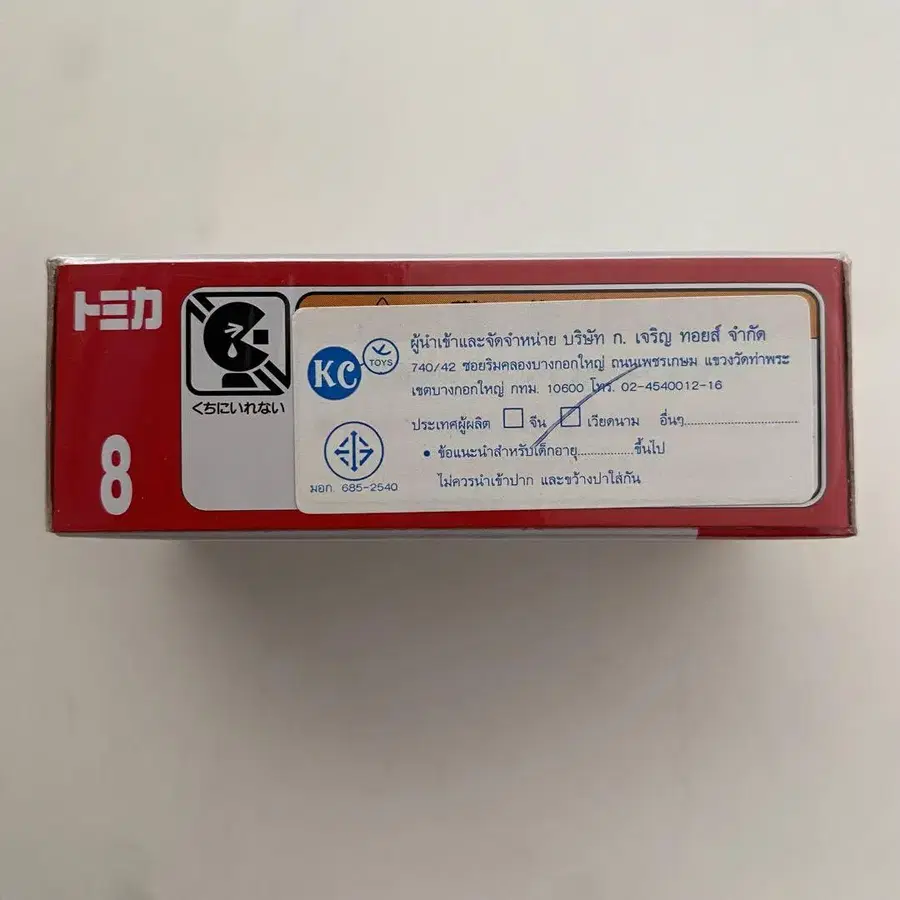 トミカ
8
くちにいれない
KC
TOYS
ผู้นำเข้าและจัดจำหน่าย บริษัท ก. เจริญ ทอยส์ จำกัด
740/42 ซอยริมคลองบางกอกใหญ่ ถนนเพชรเกษม แขวงวัดท่าพระ
เขตบางกอกใหญ่ กทม. 10600 โทร. 02-4540012-16
ประเทศผู้ผลิต จีน เวียดนาม อื่นๆ....................
• ข้อแนะนำสำหรับเด็กอายุ..............ขึ้นไป
ไม่ควรนำเข้าปาก และขว้างปาใส่กัน
มอก. 685-2540